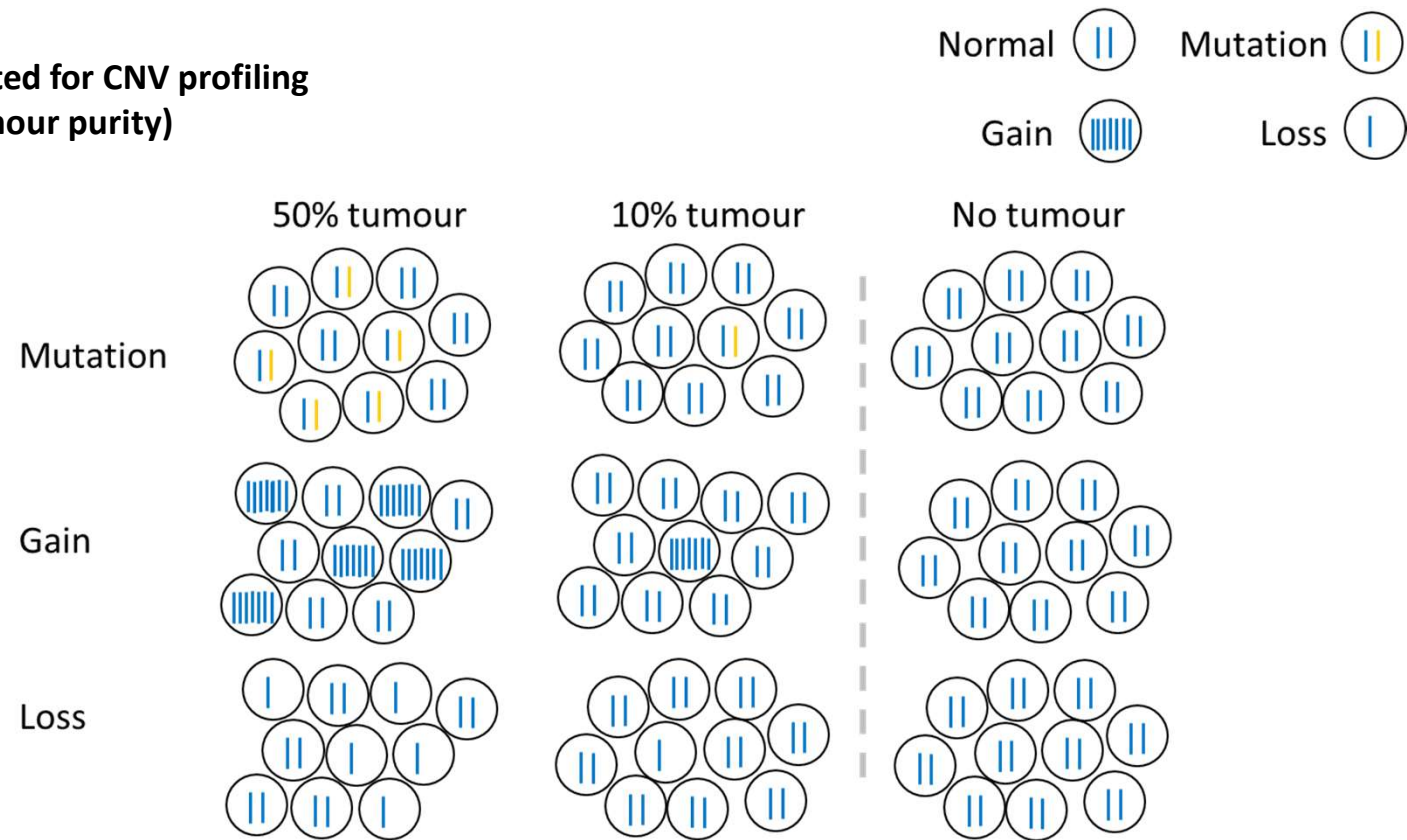 Normal
Mutation
ted for CNV profiling
nour purity)
Gain
Loss
50% tumour
10% tumour
No tumour
Mutation
Gain
Loss